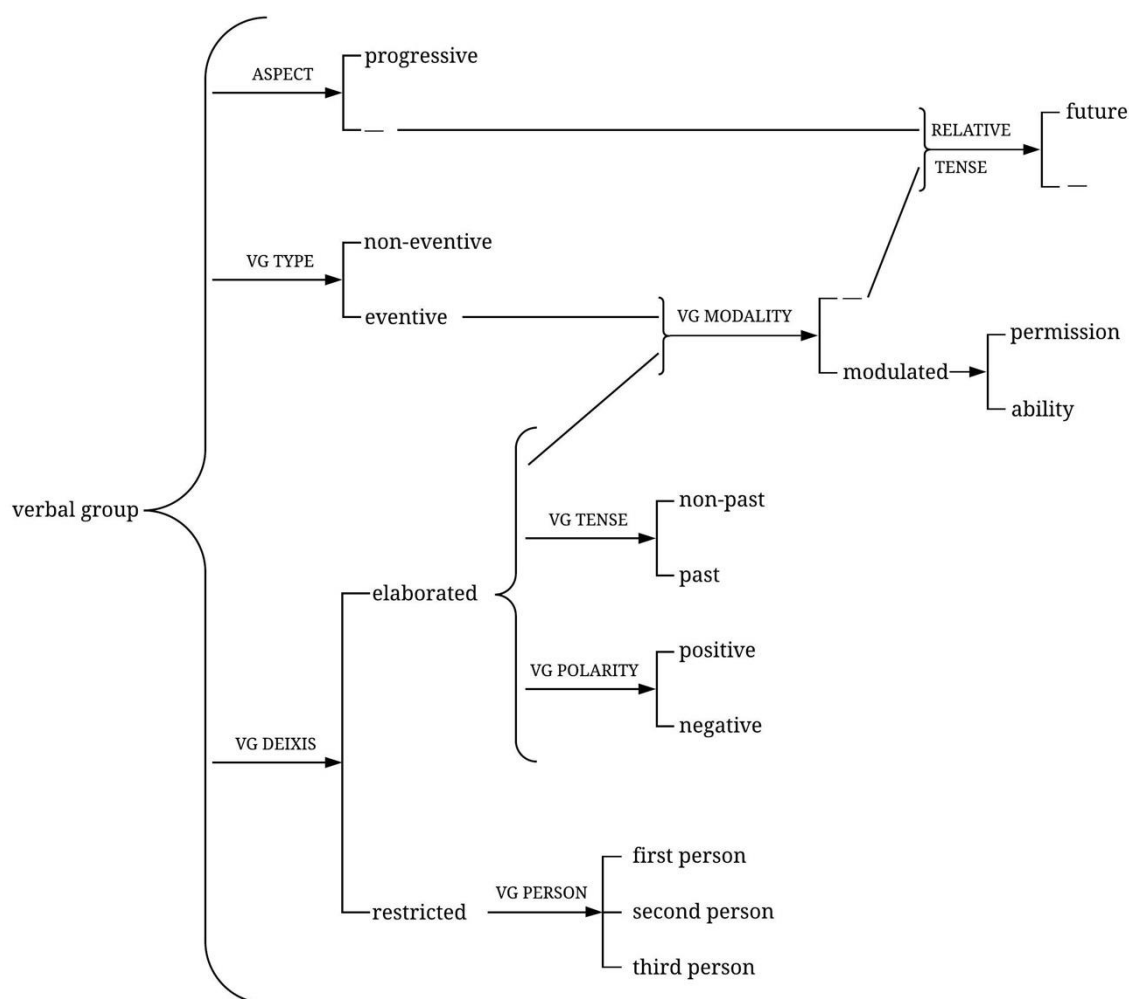 progressive
ASPECT
—
future
RELATIVE
TENSE
—
non-eventive
VG TYPE
eventive
—
VG MODALITY
modulated
permission
ability
verbal group
elaborated
non-past
VG TENSE
past
positive
VG POLARITY
negative
VG DEIXIS
restricted
VG PERSON
first person
second person
third person